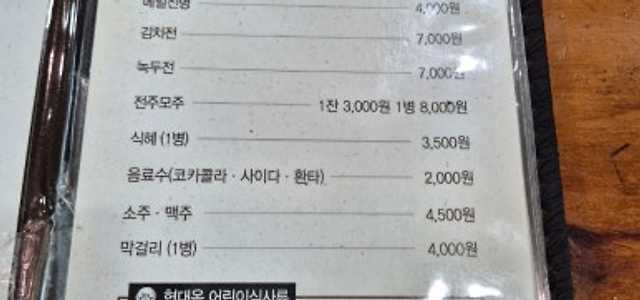 메밀전병 4,000원
김치전 7,000원
녹두전 7,000원
전주모주 1잔 3,000원 1병 8,000원
식혜 (1병) 3,500원
음료수(코카콜라 · 사이다 · 환타) 2,000원
소주 · 맥주 4,500원
막걸리 (1병) 4,000원
현대옥 어린이식사류